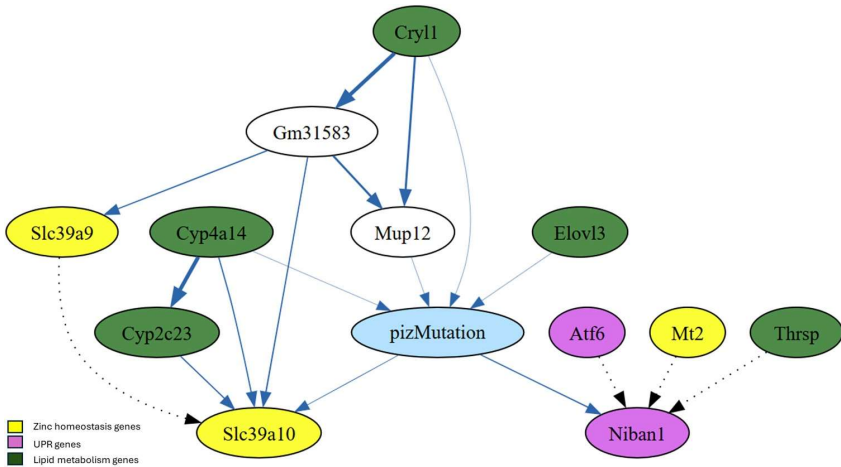 Cryl1
Gm31583
Slc39a9
Cyp4a14
Mup12
Elovl3
Cyp2c23
pizMutation
Atf6
Mt2
Thrsp
Slc39a10
Niban1
Zinc homeostasis genes
UPR genes
Lipid metabolism genes